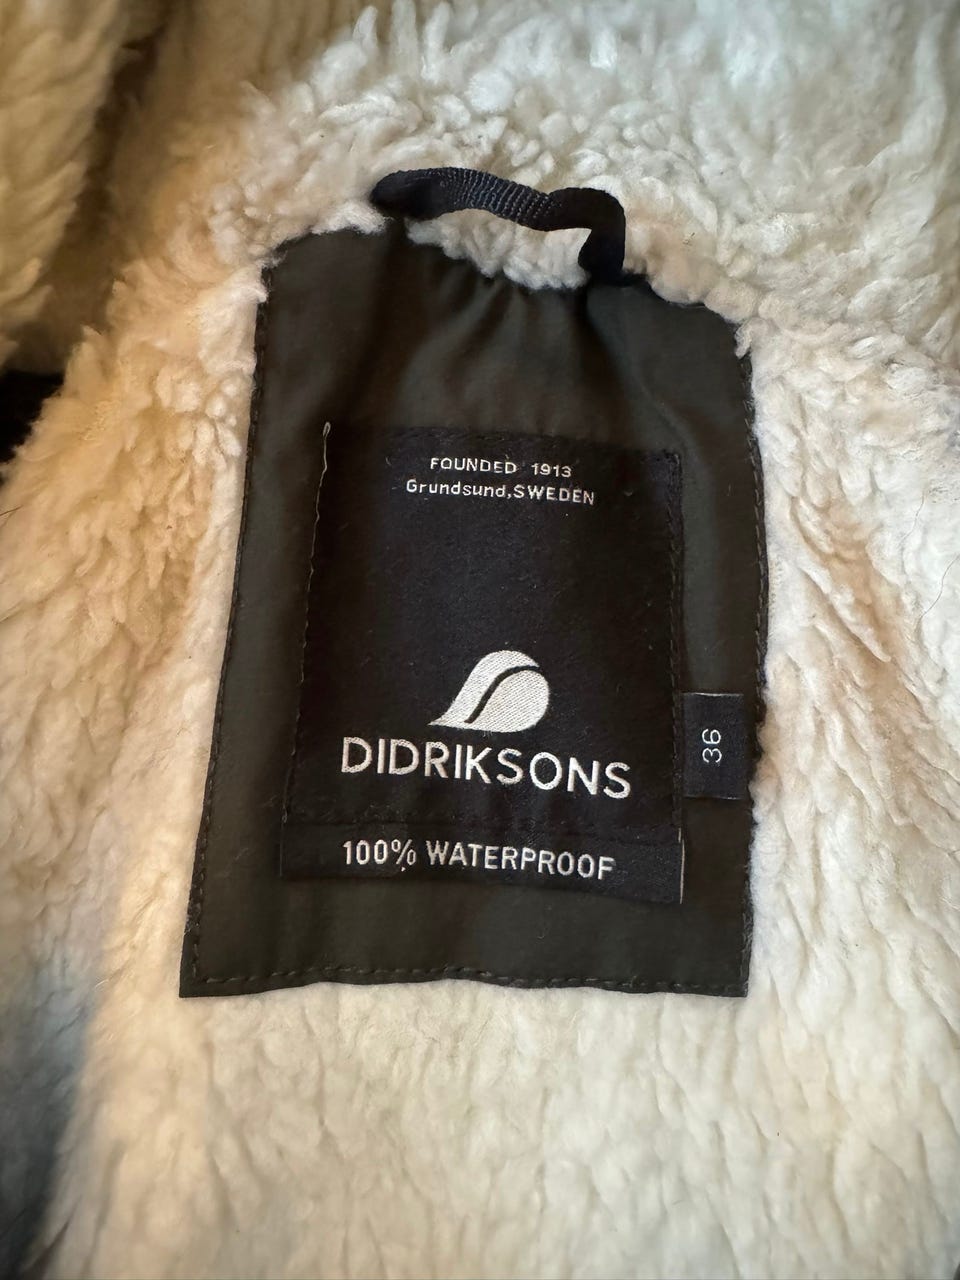 FOUNDED 1913
Grundsund,SWEDEN
DIDRIKSONS
36
100% WATERPROOF